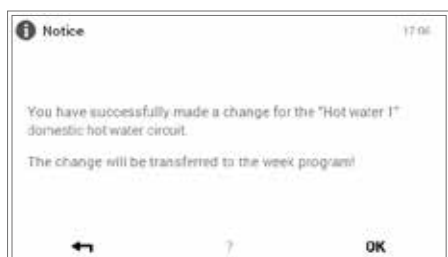 Notice
17:06
You have successfully made a change for the "Hot water 1"
domestic hot water circuit.
The change will be transferred to the week program!
?
OK